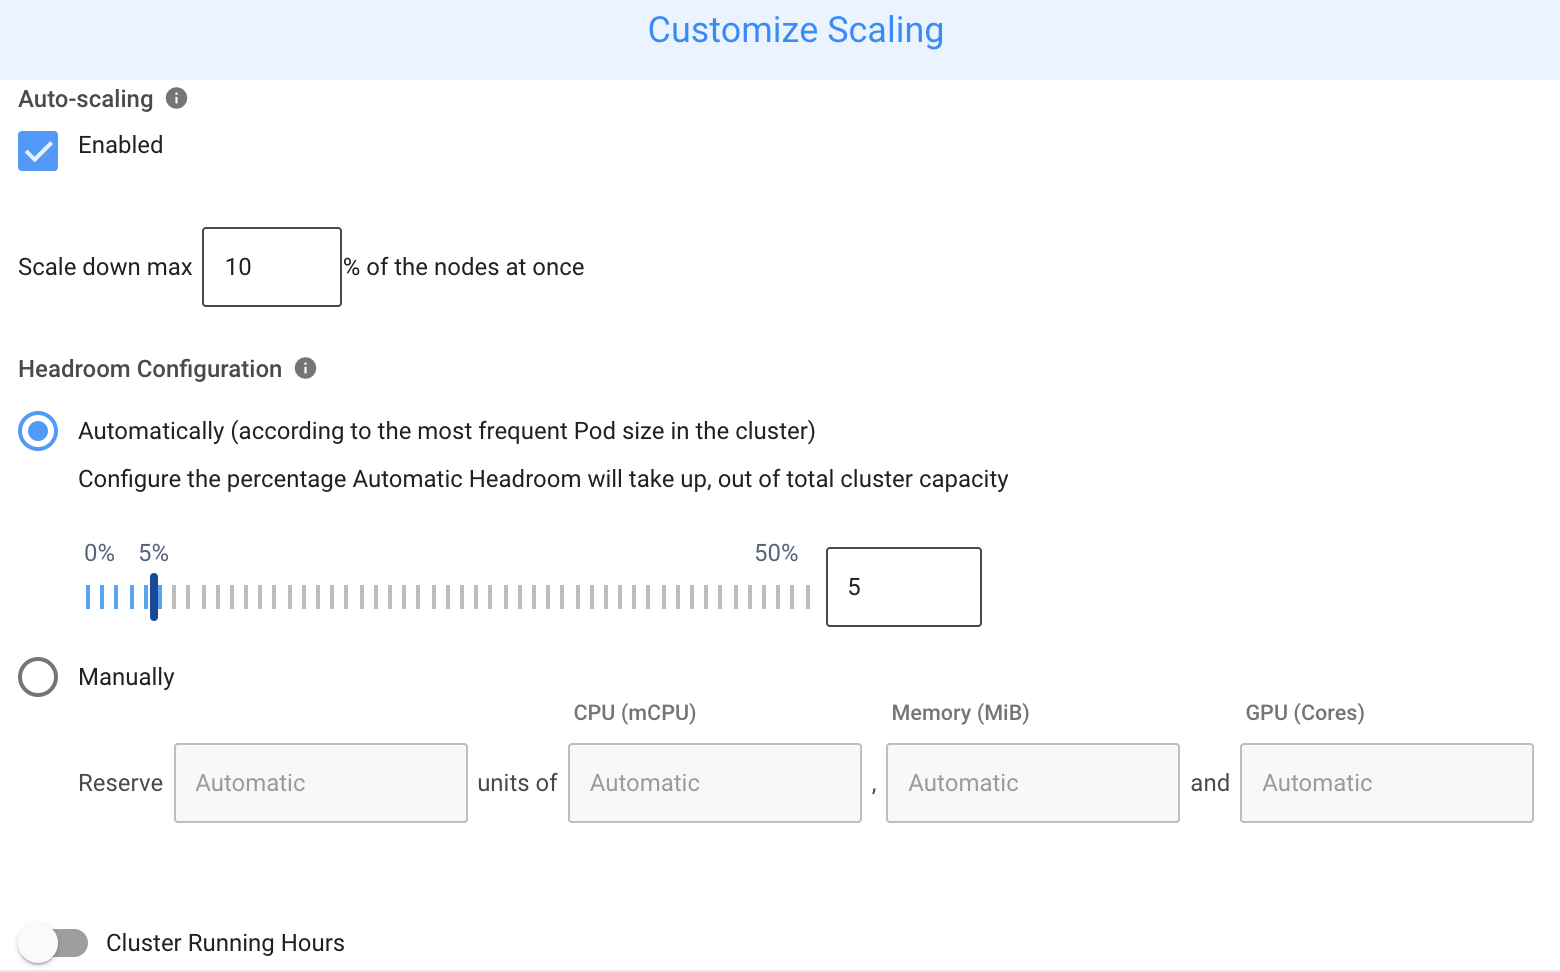 Customize Scaling
Auto-scaling
Enabled
Scale down max 10 % of the nodes at once
Headroom Configuration
Automatically (according to the most frequent Pod size in the cluster)
Configure the percentage Automatic Headroom will take up, out of total cluster capacity
0% 5% 50%
5
Manually
CPU (mCPU) Memory (MiB) GPU (Cores)
Reserve Automatic units of Automatic , Automatic and Automatic
Cluster Running Hours